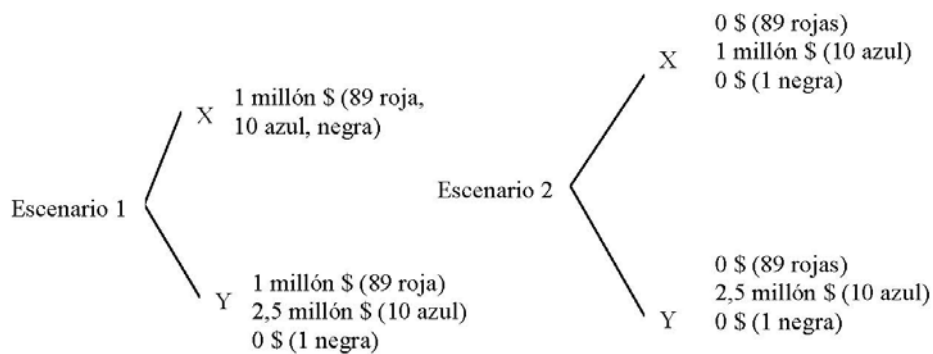 Escenario 1
X
1 millón $ (89 roja,
10 azul, negra)
Y
1 millón $ (89 roja)
2,5 millón $ (10 azul)
0 $ (1 negra)
Escenario 2
X
0 $ (89 rojas)
1 millón $ (10 azul)
0 $ (1 negra)
Y
0 $ (89 rojas)
2,5 millón $ (10 azul)
0 $ (1 negra)